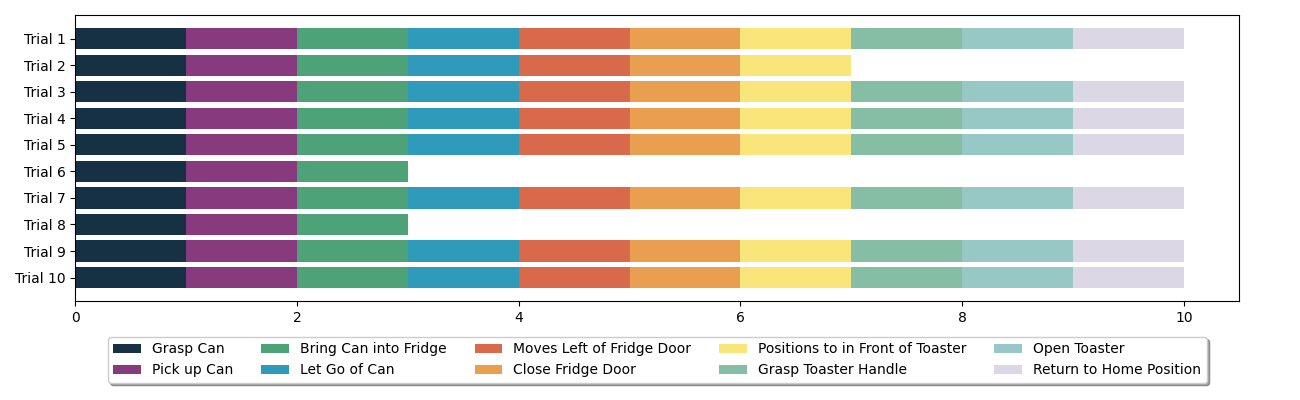 Trial 1
Trial 2
Trial 3
Trial 4
Trial 5
Trial 6
Trial 7
Trial 8
Trial 9
Trial 10
0 2 4 6 8 10
Grasp Can Bring Can into Fridge Moves Left of Fridge Door Positions to in Front of Toaster Open Toaster
Pick up Can Let Go of Can Close Fridge Door Grasp Toaster Handle Return to Home Position